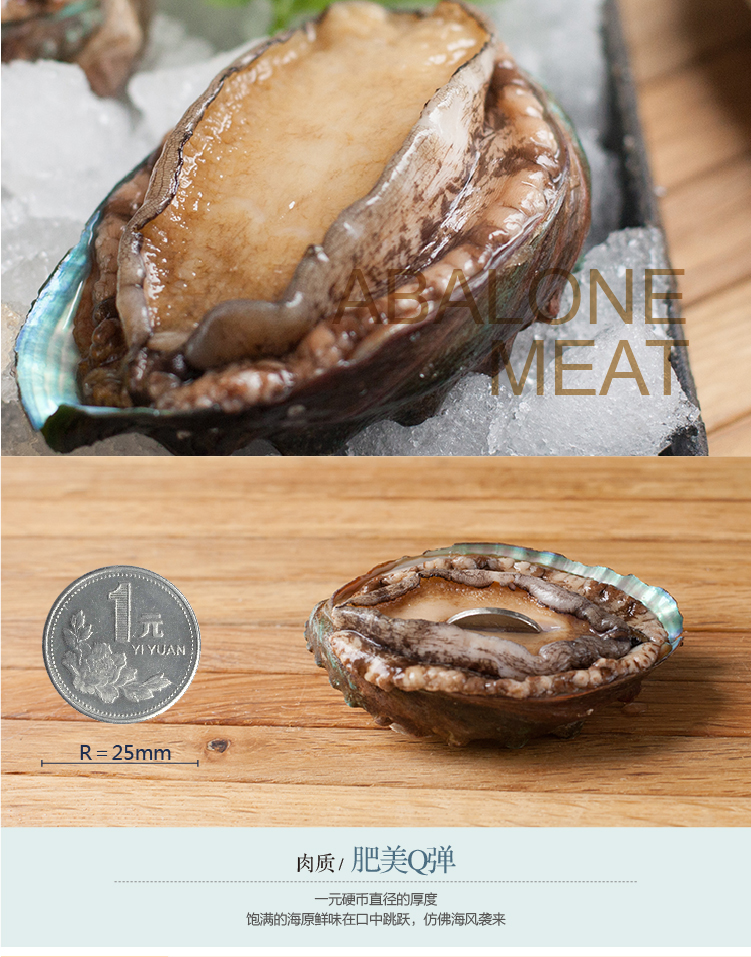 ABALONE
MEAT
1元
YI YUAN
R=25mm
肉质/肥美Q弹
一元硬币直径的厚度
饱满的海原鲜味在口中跳跃，仿佛海风袭来